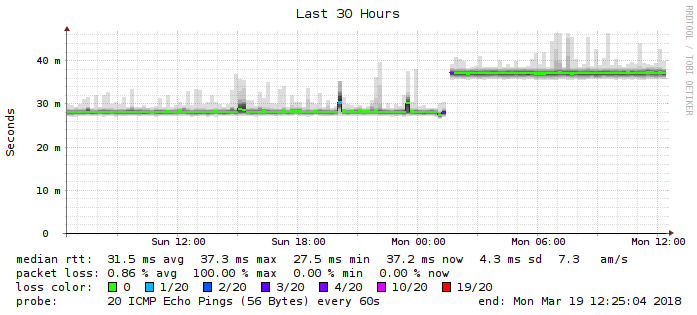 Last 30 Hours
RRDTOOL / TOBI OETIKER
Seconds
40 m
30 m
20 m
10 m
0
Sun 12:00 Sun 18:00 Mon 00:00 Mon 06:00 Mon 12:00
median rtt: 31.5 ms avg 37.3 ms max 27.5 ms min 37.2 ms now 4.3 ms sd 7.3 am/s
packet loss: 0.86 % avg 100.00 % max 0.00 % min 0.00 % now
loss color: 0 1/20 2/20 3/20 4/20 10/20 19/20
probe: 20 ICMP Echo Pings (56 Bytes) every 60s end: Mon Mar 19 12:25:04 2018